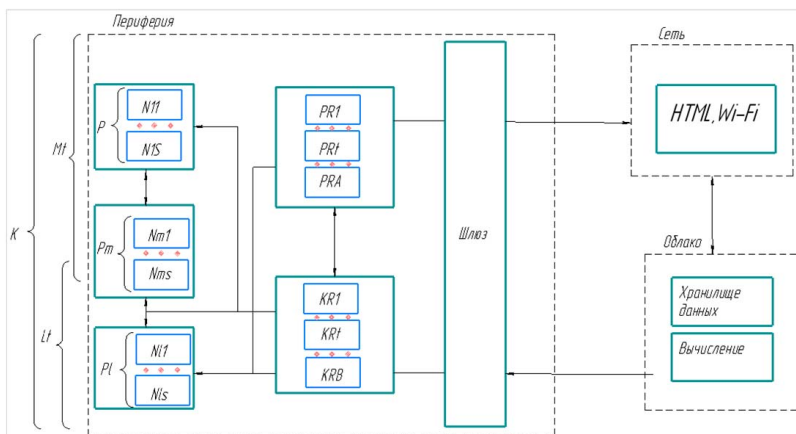 Периферия
Сеть
K
Mt
Lt
P
N11
N1S
Pm
Nm1
Nms
Pl
Nl1
Nls
PR1
PRt
PRA
KR1
KRt
KRB
Шлюз
HTML, Wi-Fi
Облако
Хранилище
данных
Вычисление